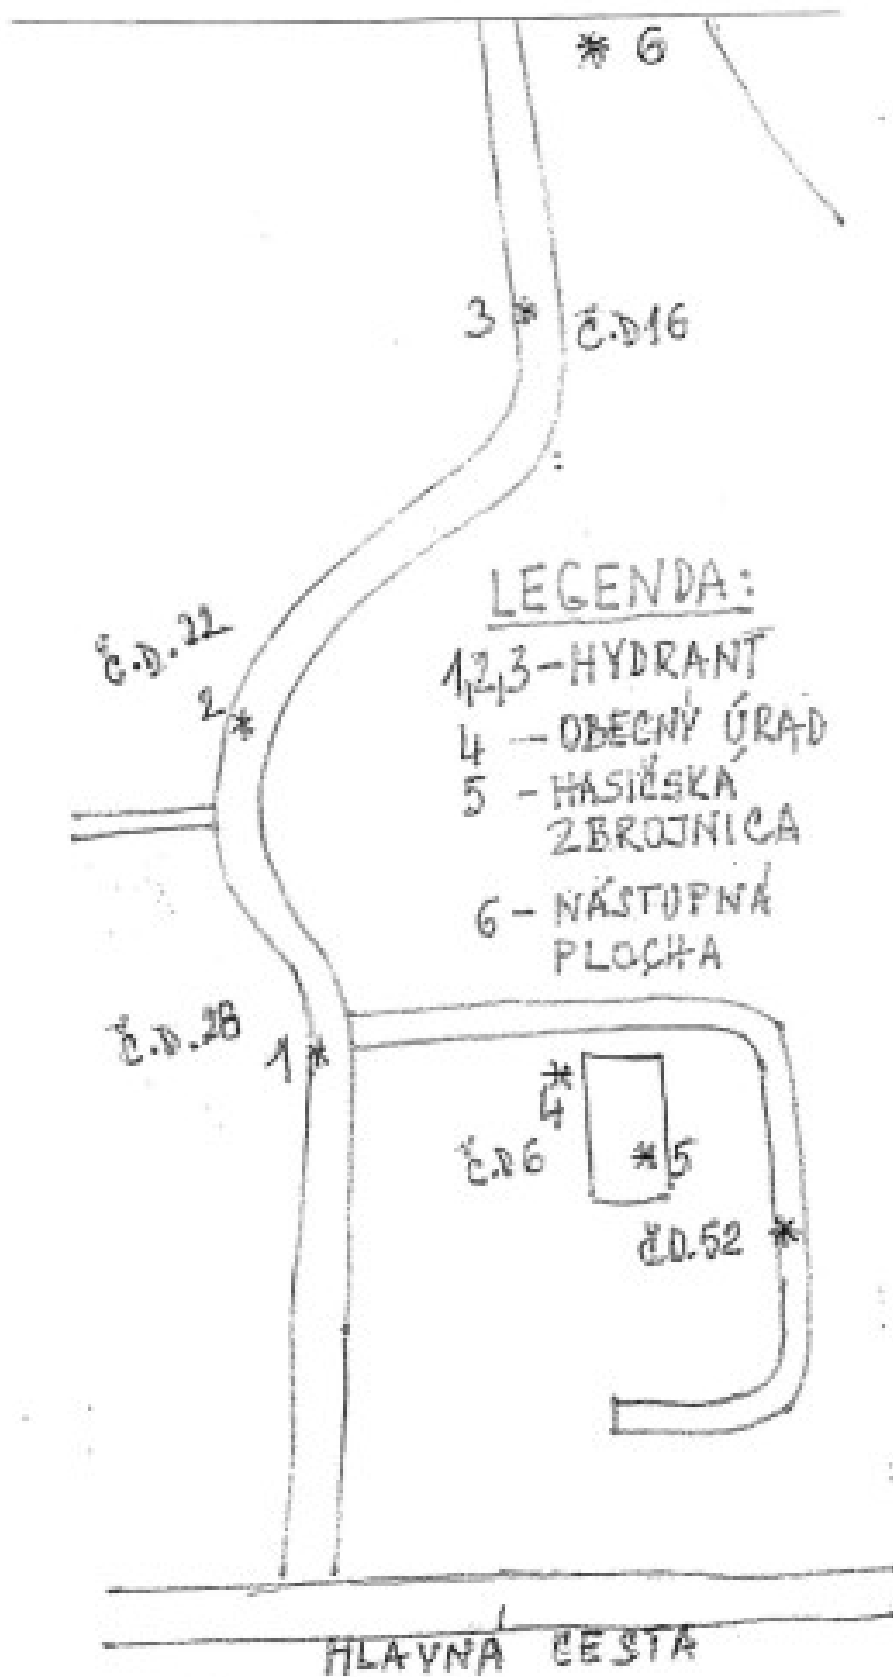 * 6
3 *
Č.D16
LEGENDA:
1,2,3 - HYDRANT
4 - OBECNÝ ÚRAD
5 - HASIČSKÁ
ZBROJNICA
6 - NÁSTUPNÁ
PLOCHA
Č.D.22
2 *
Č.D.28
1 *
*
4
Č.D6
* 5
Č.D.52 *
HLAVNA CESTA